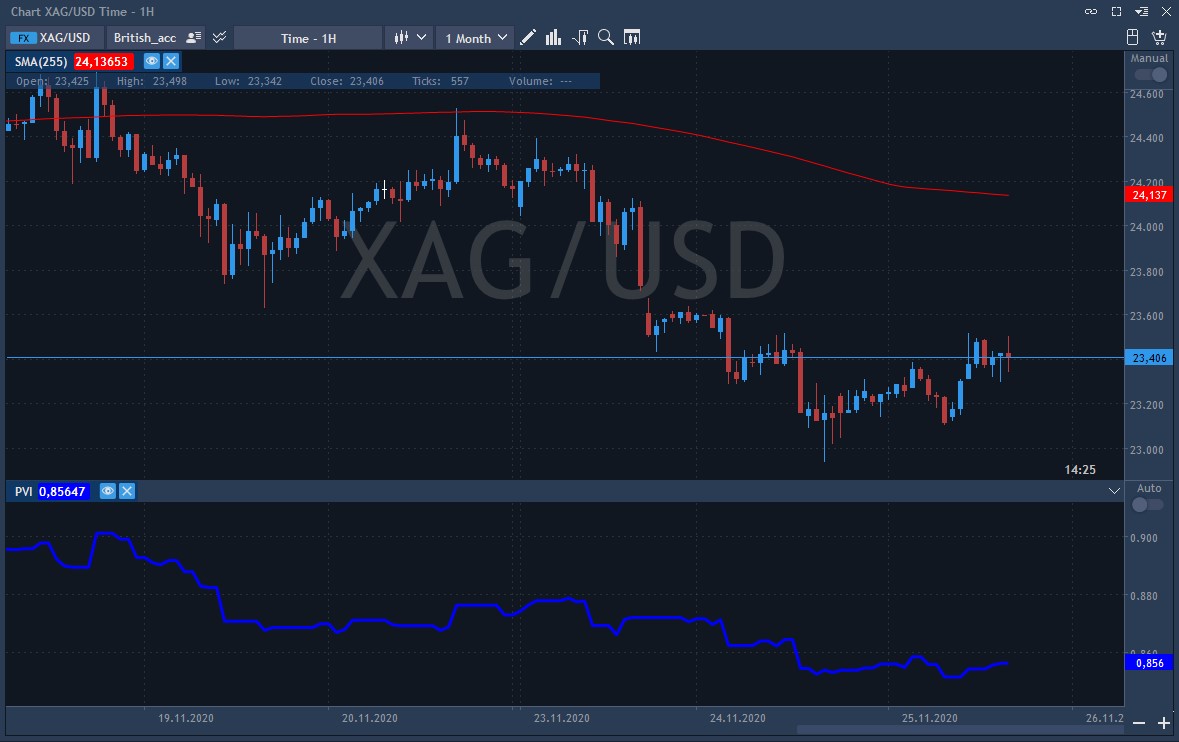 Chart XAG/USD Time - 1H
FX XAG/USD British_acc Time - 1H 1 Month
SMA(255) 24,13653
Open: 23,425 High: 23,498 Low: 23,342 Close: 23,406 Ticks: 557 Volume: ---
Manual
24.600
24.400
24.200
24,137
24.000
XAG/USD
23.800
23.600
23,406
23.200
23.000
14:25
PVI 0,85647
Auto
0.900
0.880
0.860
0,856
19.11.2020 20.11.2020 23.11.2020 24.11.2020 25.11.2020 26.11.2